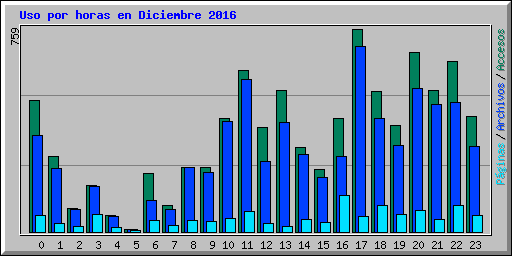 Uso por horas en Diciembre 2016
759
Páginas / Archivos / Accesos
0 1 2 3 4 5 6 7 8 9 10 11 12 13 14 15 16 17 18 19 20 21 22 23